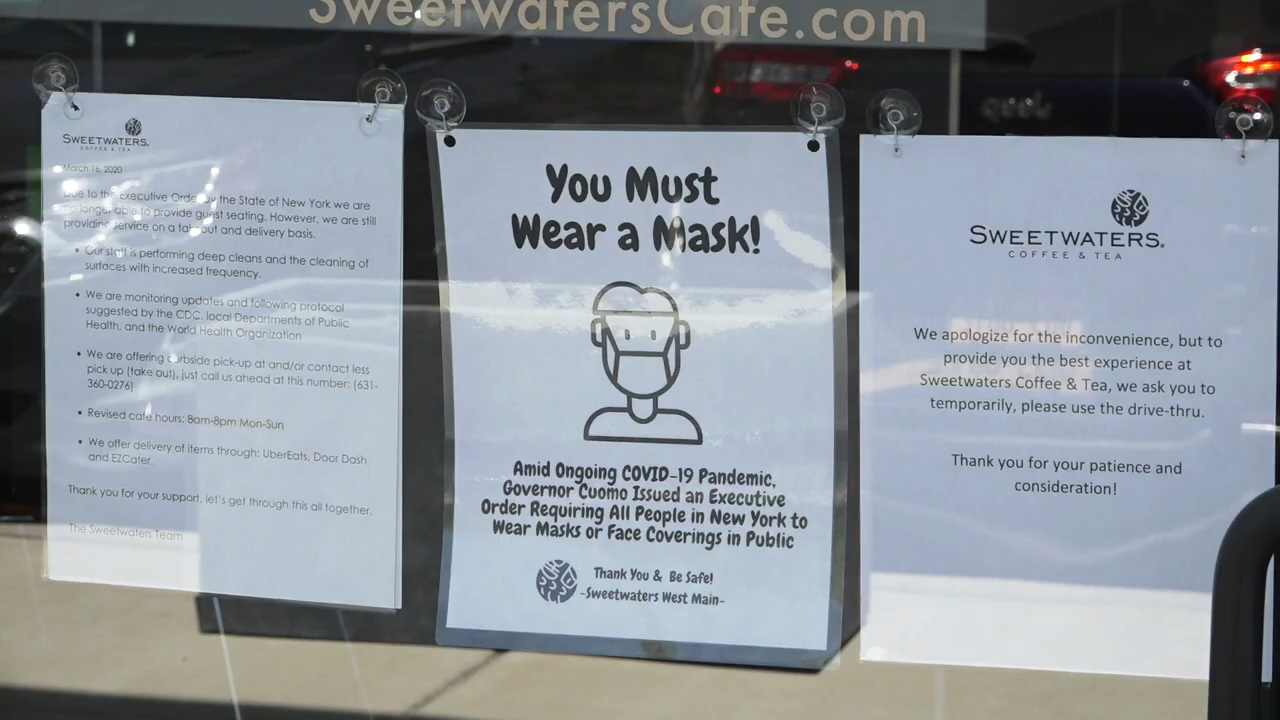 SweetwatersCafe.com
SWEETWATERS.
COFFEE & TEA
March 16, 2020
Due to the Executive Order by the State of New York we are
no longer able to provide guest seating. However, we are still
providing service on a take out and delivery basis.
• Our staff is performing deep cleans and the cleaning of
surfaces with increased frequency.
• We are monitoring updates and following protocol
suggested by the CDC, local Departments of Public
Health, and the World Health Organization
• We are offering curbside pick-up at and/or contact less
pick up (take out), just call us ahead at this number: (631-
360-0276)
• Revised cafe hours: 8am-8pm Mon-Sun
• We offer delivery of items through: UberEats, Door Dash
and EZCater.
Thank you for your support, let's get through this all together.
The Sweetwaters Team
You Must
Wear a Mask!
Amid Ongoing COVID-19 Pandemic,
Governor Cuomo Issued an Executive
Order Requiring All People in New York to
Wear Masks or Face Coverings in Public
Thank You & Be Safe!
-Sweetwaters West Main-
SWEETWATERS®
COFFEE & TEA
We apologize for the inconvenience, but to
provide you the best experience at
Sweetwaters Coffee & Tea, we ask you to
temporarily, please use the drive-thru.
Thank you for your patience and
consideration!